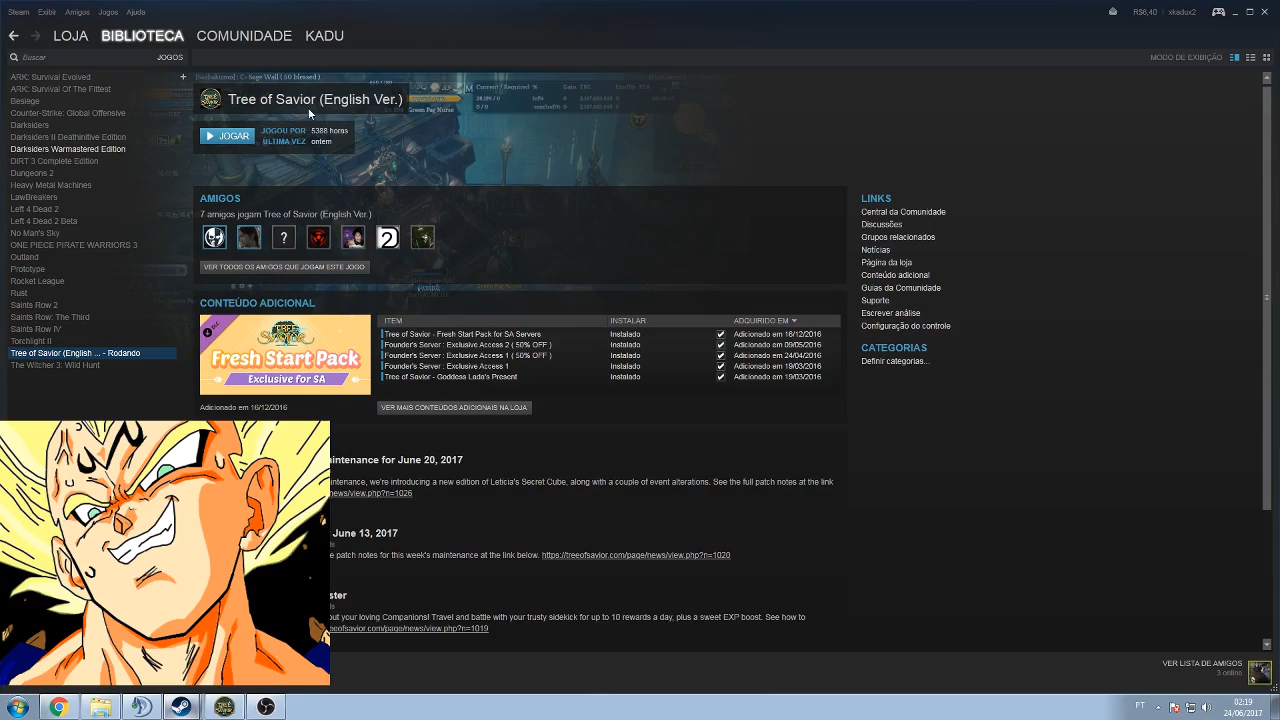 Steam Exibir Amigos Jogos Ajuda
R$6,40 xkadux2
LOJA BIBLIOTECA COMUNIDADE KADU
Buscar JOGOS
MODO DE EXIBIÇÃO
ARK: Survival Evolved
ARK: Survival Of The Fittest
Besiege
Counter-Strike: Global Offensive
Darksiders
Darksiders II Deathinitive Edition
Darksiders Warmastered Edition
DiRT 3 Complete Edition
Dungeons 2
Heavy Metal Machines
LawBreakers
Left 4 Dead 2
Left 4 Dead 2 Beta
No Man's Sky
ONE PIECE PIRATE WARRIORS 3
Outland
Prototype
Rocket League
Rust
Saints Row 2
Saints Row: The Third
Saints Row IV
Torchlight II
Tree of Savior (English ... - Rodando
The Witcher 3: Wild Hunt
Current / Required % Gain TNL
Green Pay Nurse
Tree of Savior (English Ver.)
JOGAR
JOGOU POR 5388 horas
ÚLTIMA VEZ ontem
AMIGOS
7 amigos jogam Tree of Savior (English Ver.)
? 2
VER TODOS OS AMIGOS QUE JOGAM ESTE JOGO
CONTEÚDO ADICIONAL
DLC
TREE OF SAVIOR
Fresh Start Pack
Exclusive for SA
Adicionado em 16/12/2016
ITEM INSTALAR ADQUIRIDO EM
Tree of Savior - Fresh Start Pack for SA Servers Instalado Adicionado em 16/12/2016
Founder's Server : Exclusive Access 2 ( 50% OFF ) Instalado Adicionado em 09/05/2016
Founder's Server : Exclusive Access 1 ( 50% OFF ) Instalado Adicionado em 24/04/2016
Founder's Server : Exclusive Access 1 Instalado Adicionado em 19/03/2016
Tree of Savior - Goddess Lada's Present Instalado Adicionado em 19/03/2016
VER MAIS CONTEÚDOS ADICIONAIS NA LOJA
LINKS
Central da Comunidade
Discussões
Grupos relacionados
Notícias
Página da loja
Conteúdo adicional
Guias da Comunidade
Suporte
Escrever análise
Configuração do controle
CATEGORIAS
Definir categorias...
intenance for June 20, 2017
ntenance, we're introducing a new edition of Leticia's Secret Cube, along with a couple of event alterations. See the full patch notes at the link
news/view.php?n=1026
June 13, 2017
e patch notes for this week's maintenance at the link below. https://treeofsavior.com/page/news/view.php?n=1020
ster
out your loving Companions! Travel and battle with your trusty sidekick for up to 10 rewards a day, plus a sweet EXP boost. See how to
eofsavior.com/page/news/view.php?n=1019
VER LISTA DE AMIGOS
3 online
PT 02:19
24/06/2017